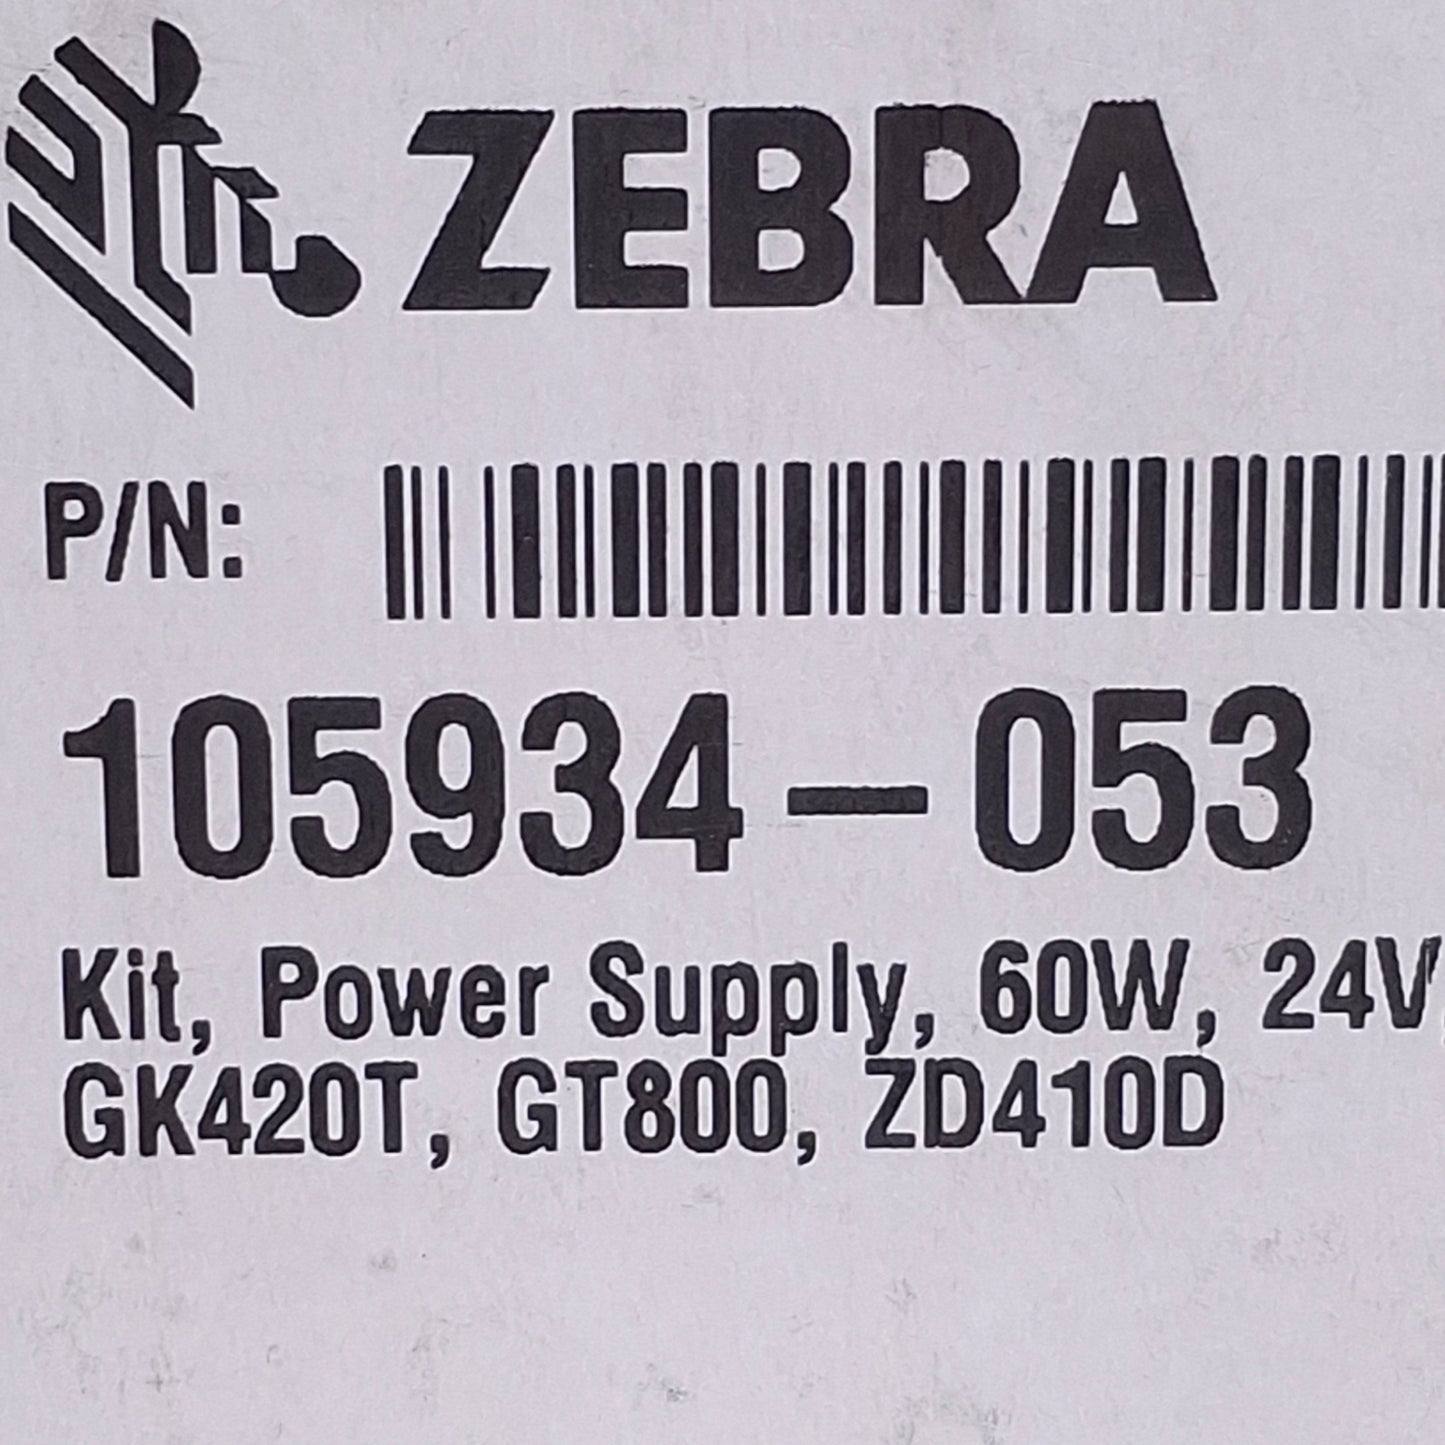 ZEBRA
P/N:
105934-053
Kit, Power Supply, 60W, 24V,
GK420T, GT800, ZD410D